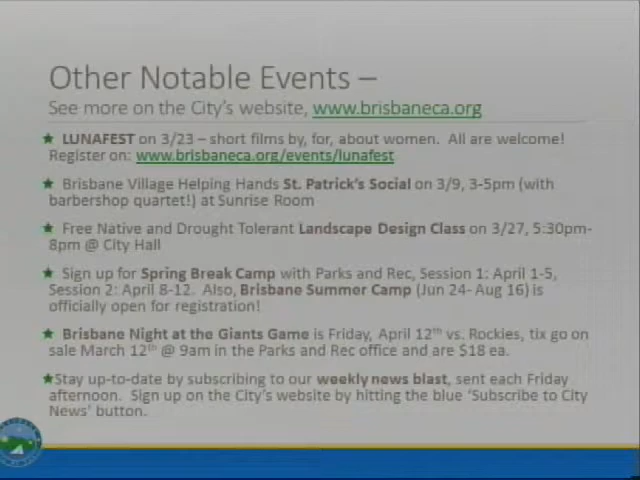 Other Notable Events –
See more on the City's website, www.brisbaneca.org
★ LUNAFEST on 3/23 – short films by, for, about women. All are welcome!
Register on: www.brisbaneca.org/events/lunafest
★ Brisbane Village Helping Hands St. Patrick's Social on 3/9, 3-5pm (with
barbershop quartet!) at Sunrise Room
★ Free Native and Drought Tolerant Landscape Design Class on 3/27, 5:30pm-
8pm @ City Hall
★ Sign up for Spring Break Camp with Parks and Rec, Session 1: April 1-5,
Session 2: April 8-12. Also, Brisbane Summer Camp (Jun 24- Aug 16) is
officially open for registration!
★ Brisbane Night at the Giants Game is Friday, April 12th vs. Rockies, tix go on
sale March 12th @ 9am in the Parks and Rec office and are $18 ea.
★Stay up-to-date by subscribing to our weekly news blast, sent each Friday
afternoon. Sign up on the City's website by hitting the blue 'Subscribe to City
News' button.